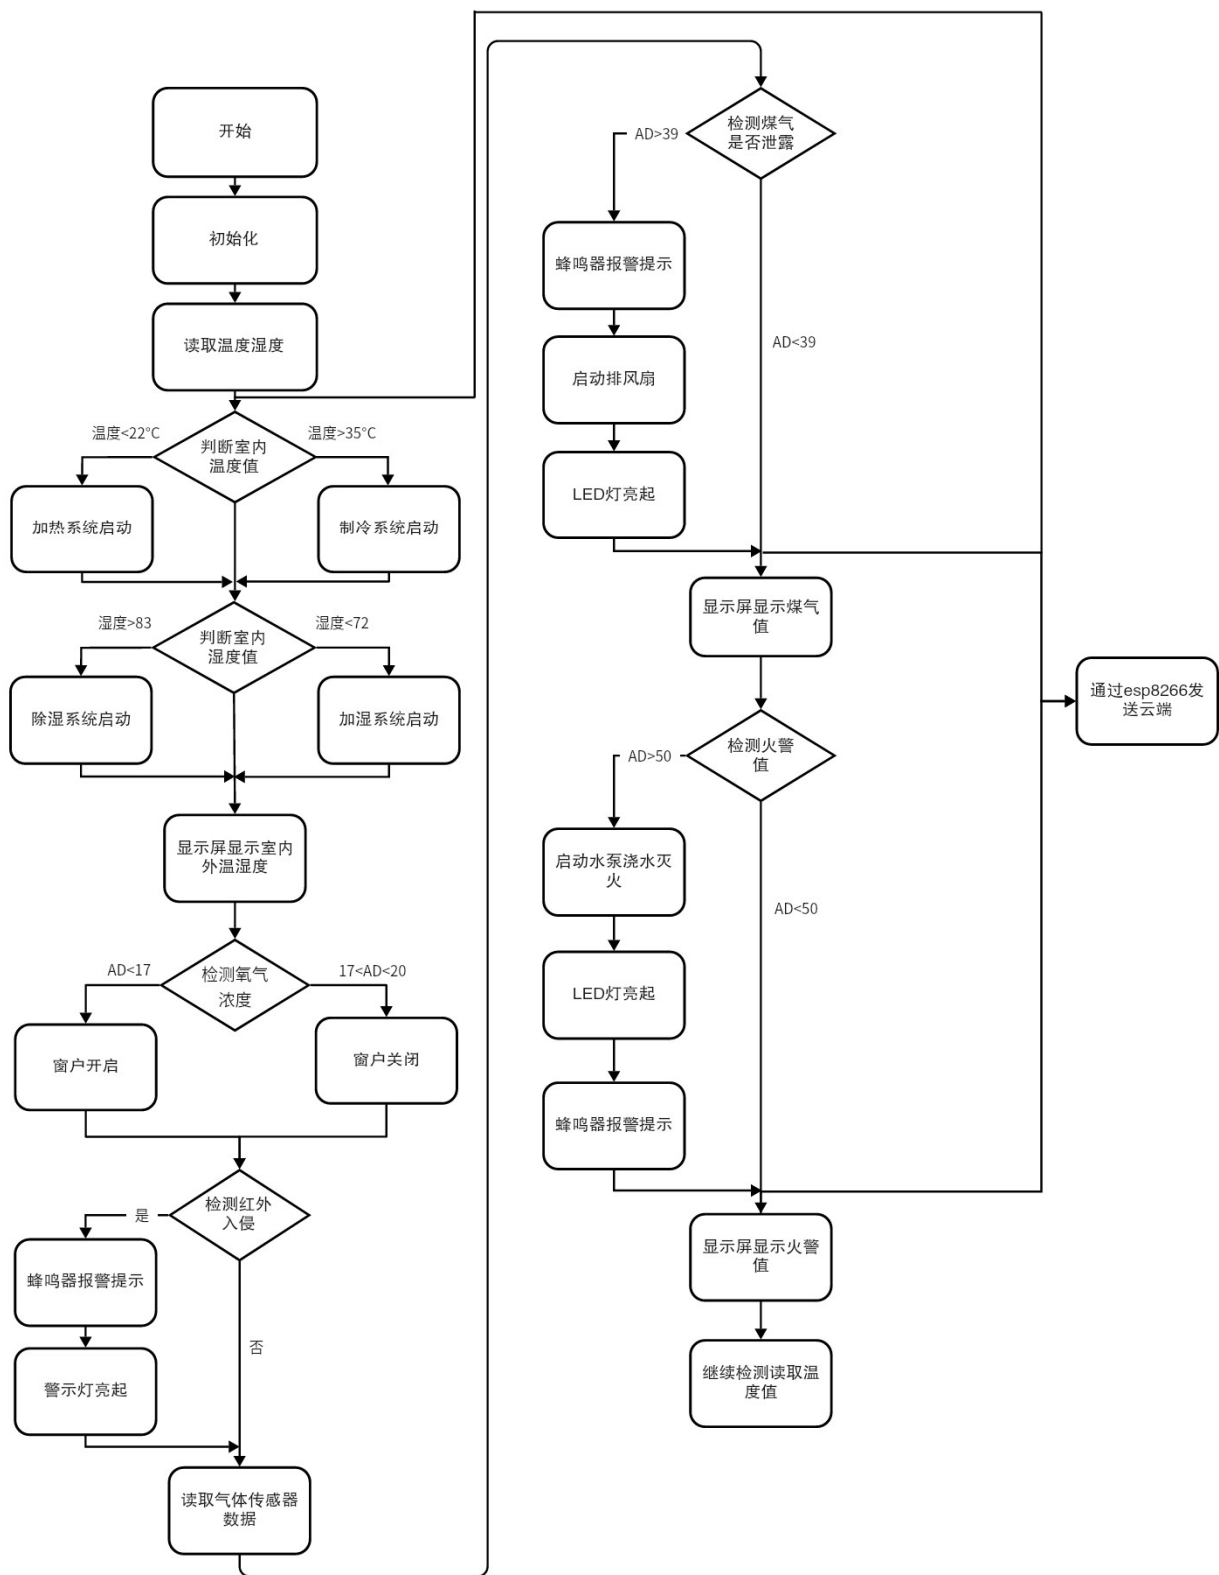 开始
初始化
读取温度湿度
温度<22°C
温度>35°C
判断室内
温度值
加热系统启动
制冷系统启动
湿度>83
湿度<72
判断室内
湿度值
除湿系统启动
加湿系统启动
显示屏显示室内
外温湿度
AD<17
17<AD<20
检测氧气
浓度
窗户开启
窗户关闭
检测红外
入侵
是
蜂鸣器报警提示
否
警示灯亮起
读取气体传感器
数据
检测煤气
是否泄露
AD>39
蜂鸣器报警提示
AD<39
启动排风扇
LED灯亮起
显示屏显示煤气
值
检测火警
值
AD>50
启动水泵浇水灭
火
AD<50
LED灯亮起
蜂鸣器报警提示
显示屏显示火警
值
继续检测读取温
度值
通过esp8266发
送云端